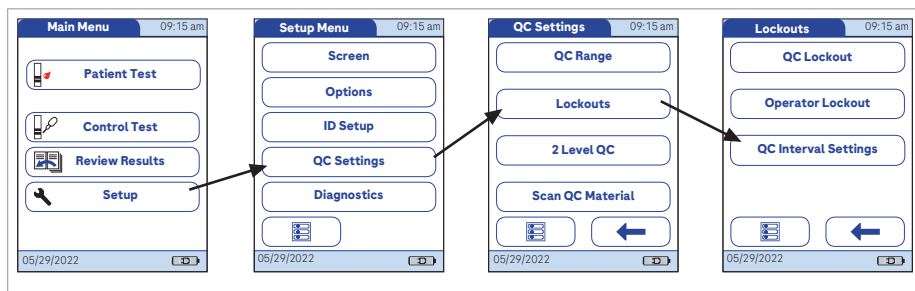 Main Menu 09:15 am
Patient Test
Control Test
Review Results
Setup
05/29/2022
Setup Menu 09:15 am
Screen
Options
ID Setup
QC Settings
Diagnostics
05/29/2022
QC Settings 09:15 am
QC Range
Lockouts
2 Level QC
Scan QC Material
05/29/2022
Lockouts 09:15 am
QC Lockout
Operator Lockout
QC Interval Settings
05/29/2022